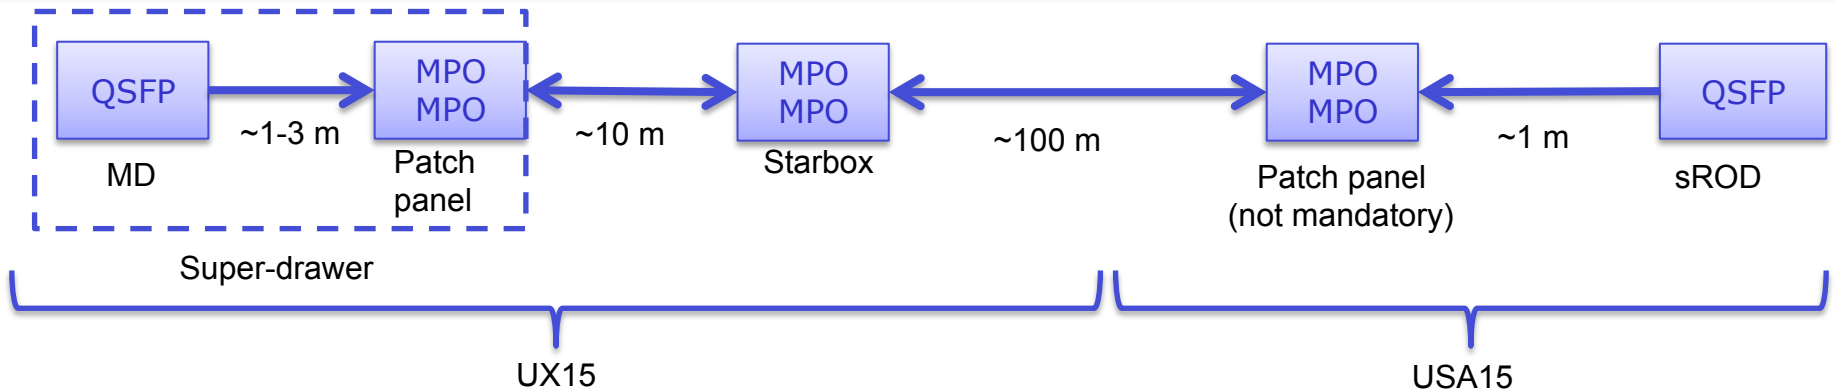 QSFP
MPO
MPO
MPO
MPO
MPO
MPO
QSFP
~1-3 m
~10 m
~100 m
~1 m
MD
Patch
panel
Starbox
Patch panel
(not mandatory)
sROD
Super-drawer
UX15
USA15